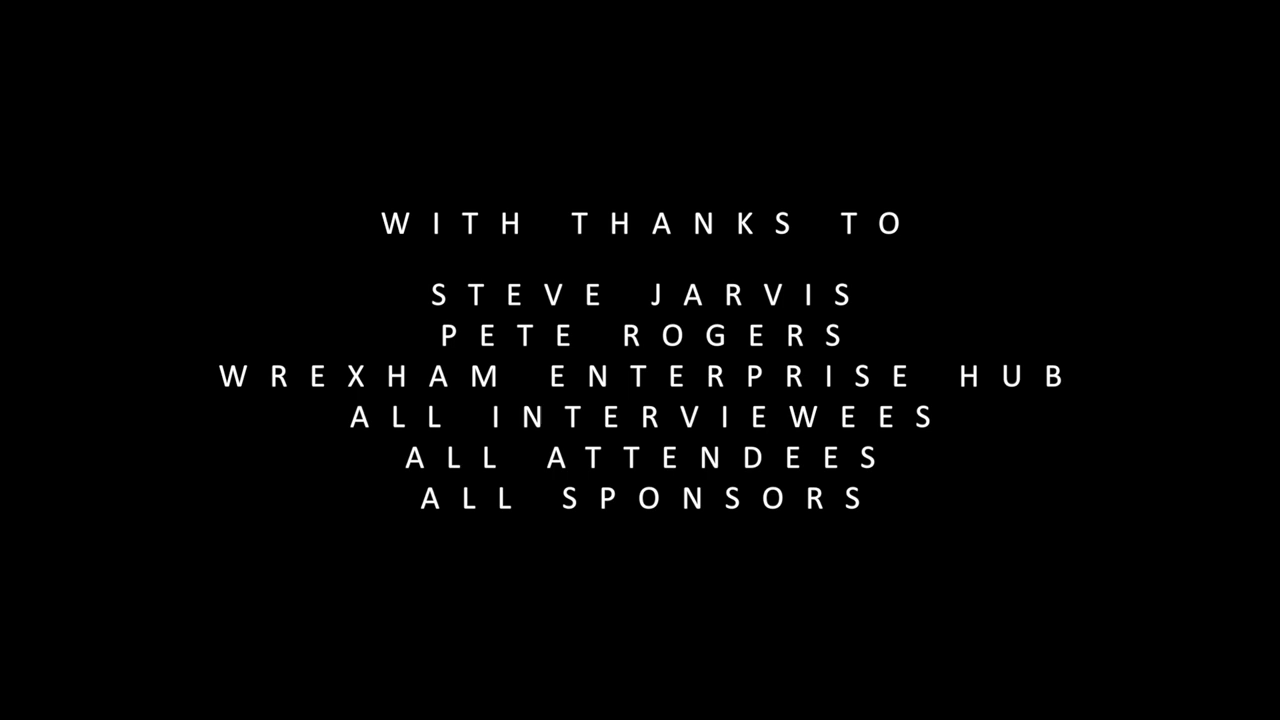 WITH THANKS TO
STEVE JARVIS
PETE ROGERS
WREXHAM ENTERPRISE HUB
ALL INTERVIEWEES
ALL ATTENDEES
ALL SPONSORS